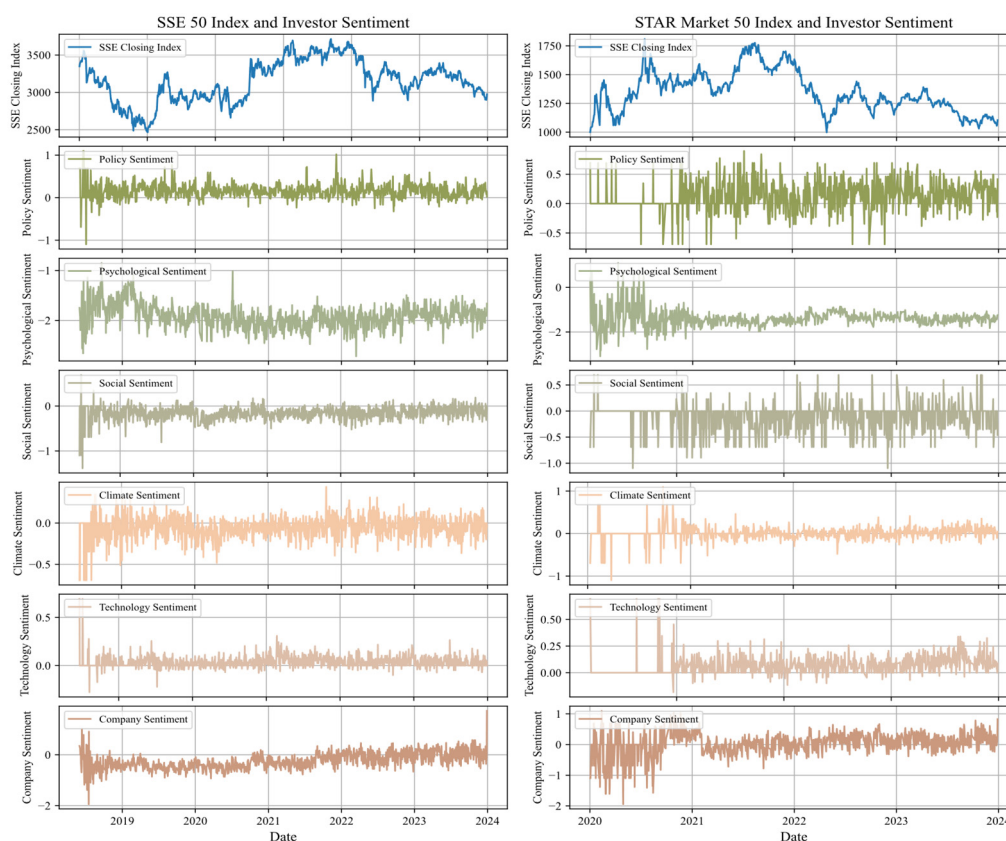 SSE 50 Index and Investor Sentiment
SSE Closing Index
SSE Closing Index
3500
3000
2500
Policy Sentiment
Policy Sentiment
1
0
−1
Psychological Sentiment
Psychological Sentiment
−1
−2
Social Sentiment
Social Sentiment
0
−1
Climate Sentiment
Climate Sentiment
0.0
−0.5
Technology Sentiment
Technology Sentiment
0.5
0.0
Company Sentiment
Company Sentiment
0
−2
2019 2020 2021 2022 2023 2024
Date
STAR Market 50 Index and Investor Sentiment
SSE Closing Index
SSE Closing Index
1750
1500
1250
1000
Policy Sentiment
Policy Sentiment
0.5
0.0
−0.5
Psychological Sentiment
Psychological Sentiment
0
−2
Social Sentiment
Social Sentiment
0.5
0.0
−0.5
−1.0
Climate Sentiment
Climate Sentiment
1
0
−1
Technology Sentiment
Technology Sentiment
0.50
0.25
0.00
Company Sentiment
Company Sentiment
1
0
−1
−2
2020 2021 2022 2023 2024
Date